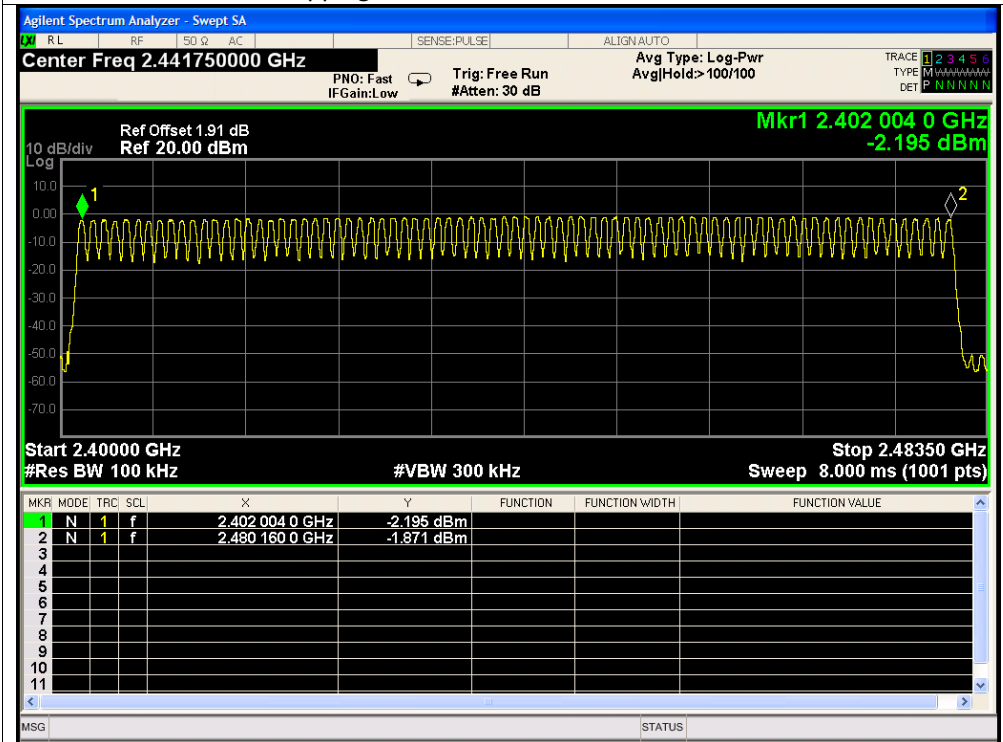 Agilent Spectrum Analyzer - Swept SA
LXI RL RF 50 Ω AC SENSE:PULSE ALIGN AUTO
Center Freq 2.441750000 GHz
PNO: Fast
IFGain:Low
Trig: Free Run
#Atten: 30 dB
Avg Type: Log-Pwr
Avg|Hold:>100/100
TRACE 1 2 3 4 5 6
TYPE M
DET P N N N N N
Mkr1 2.402 004 0 GHz
-2.195 dBm
Ref Offset 1.91 dB
10 dB/div Ref 20.00 dBm
Log
10.0
0.00
-10.0
-20.0
-30.0
-40.0
-50.0
-60.0
-70.0
1
2
Start 2.40000 GHz Stop 2.48350 GHz
#Res BW 100 kHz #VBW 300 kHz Sweep 8.000 ms (1001 pts)
MKR MODE TRC SCL X Y FUNCTION FUNCTION WIDTH FUNCTION VALUE
1 N 1 f 2.402 004 0 GHz -2.195 dBm
2 N 1 f 2.480 160 0 GHz -1.871 dBm
3
4
5
6
7
8
9
10
11
MSG STATUS